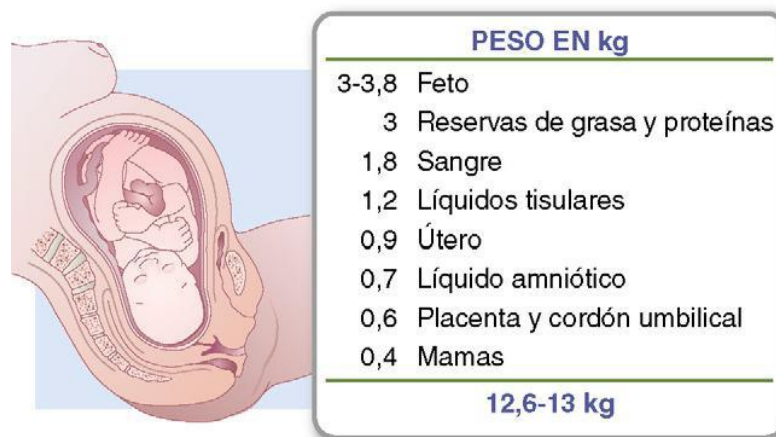 PESO EN kg
3-3,8 Feto
3 Reservas de grasa y proteínas
1,8 Sangre
1,2 Líquidos tisulares
0,9 Útero
0,7 Líquido amniótico
0,6 Placenta y cordón umbilical
0,4 Mamas
12,6-13 kg